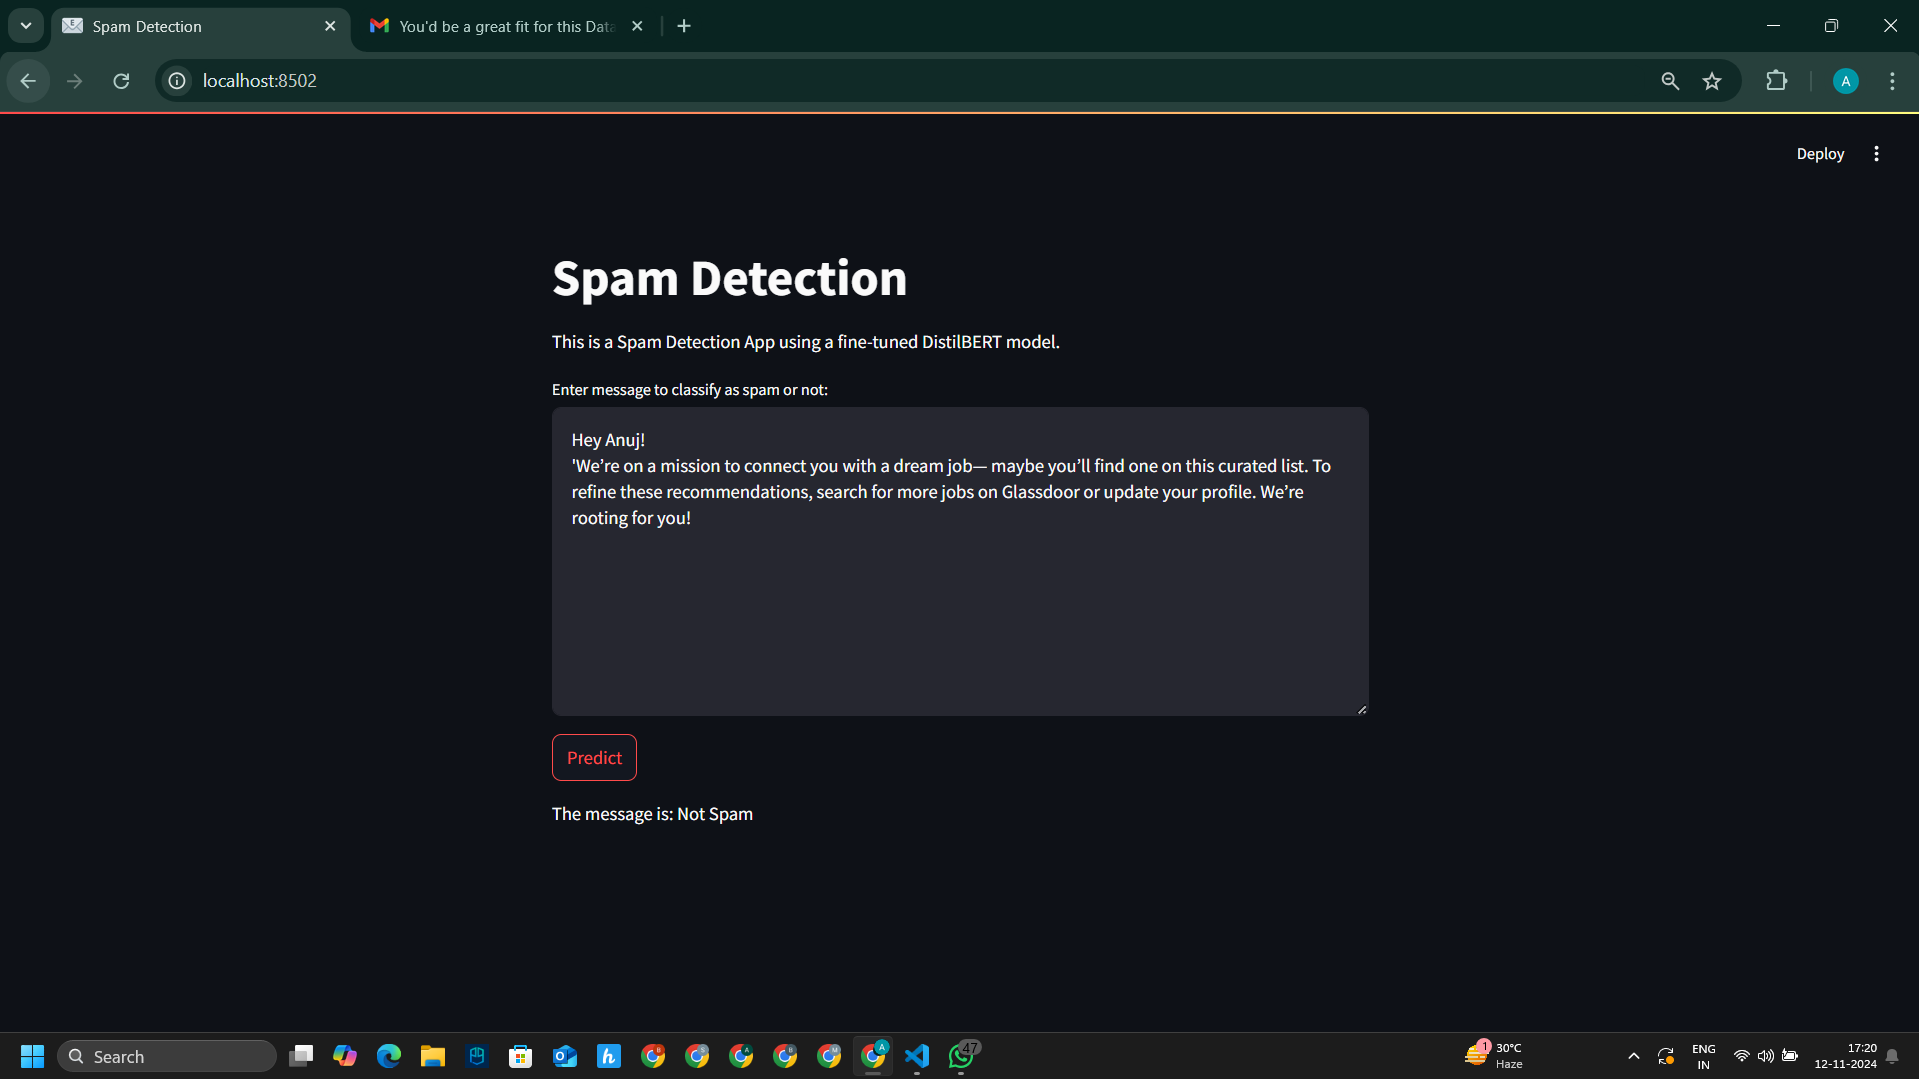 Spam Detection
You'd be a great fit for this Data
localhost:8502
A
Deploy
Spam Detection
This is a Spam Detection App using a fine-tuned DistilBERT model.
Enter message to classify as spam or not:
Hey Anuj!
'We’re on a mission to connect you with a dream job— maybe you’ll find one on this curated list. To
refine these recommendations, search for more jobs on Glassdoor or update your profile. We’re
rooting for you!
Predict
The message is: Not Spam
Search
A
47
1
30°C
Haze
ENG
IN
17:20
12-11-2024